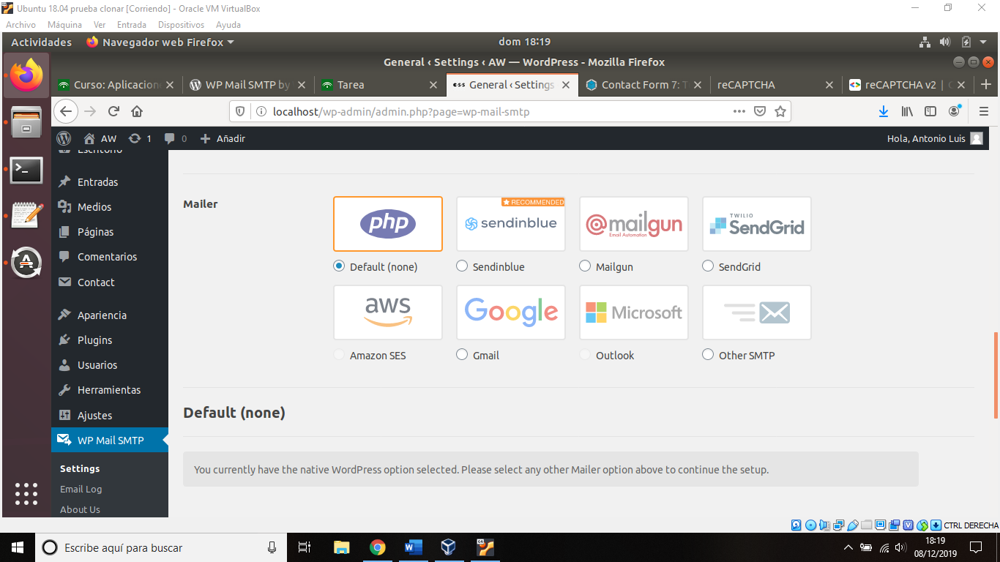 Ubuntu 18.04 prueba clonar [Corriendo] - Oracle VM VirtualBox
Archivo Máquina Ver Entrada Dispositivos Ayuda
Actividades Navegador web Firefox dom 18:19
General ‹ Settings ‹ AW — WordPress - Mozilla Firefox
Curso: Aplicacion WP Mail SMTP by Tarea General ‹ Settings Contact Form 7: T reCAPTCHA reCAPTCHA v2 |
localhost/wp-admin/admin.php?page=wp-mail-smtp
AW 1 0 Añadir Hola, Antonio Luis
Escritorio
Entradas
Medios
Páginas
Comentarios
Contact
Apariencia
Plugins
Usuarios
Herramientas
Ajustes
WP Mail SMTP
Settings
Email Log
About Us
Mailer
php
RECOMMENDED
sendinblue
@mailgun
Email Automation
TWILIO
SendGrid
Default (none) Sendinblue Mailgun SendGrid
aws Google Microsoft
Amazon SES Gmail Outlook Other SMTP
Default (none)
You currently have the native WordPress option selected. Please select any other Mailer option above to continue the setup.
CTRL DERECHA
Escribe aquí para buscar
18:19
08/12/2019